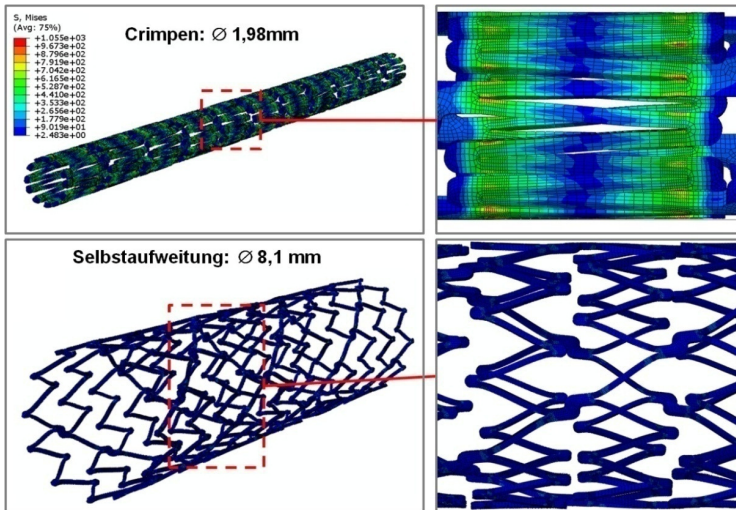 S, Mises
(Avg: 75%)
+1.055e+03
+9.673e+02
+8.796e+02
+7.919e+02
+7.042e+02
+6.165e+02
+5.287e+02
+4.410e+02
+3.533e+02
+2.656e+02
+1.779e+02
+9.019e+01
+2.483e+00
Crimpen: Ø 1,98mm
Selbstaufweitung: Ø 8,1 mm